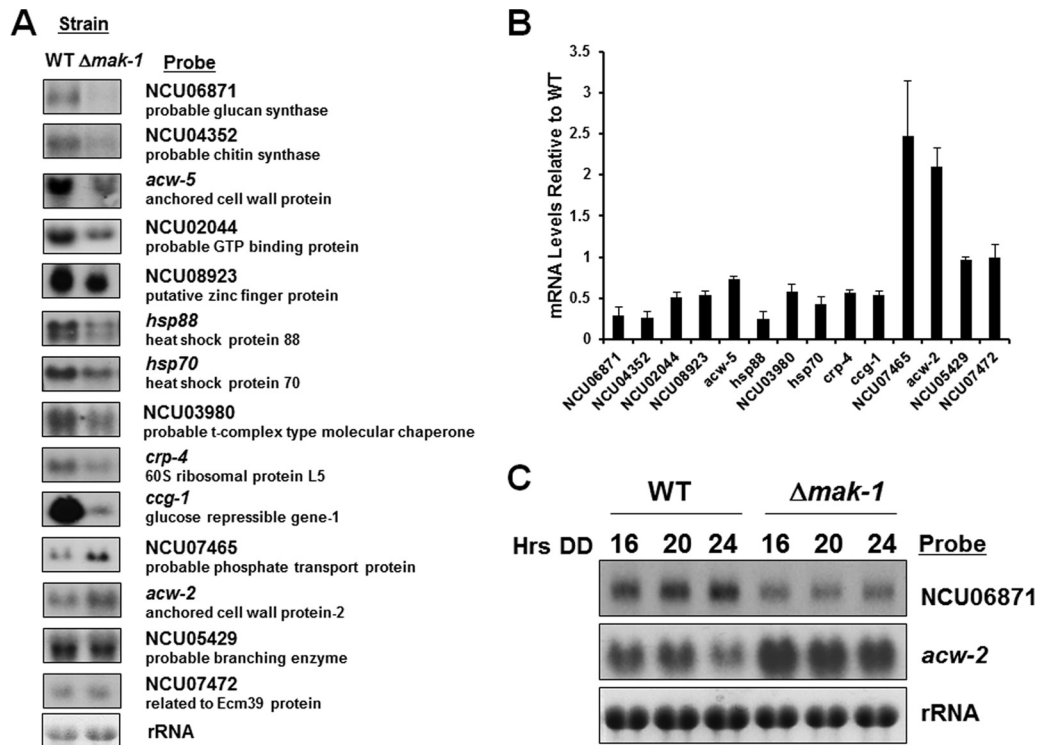 A
Strain
WT Δmak-1 Probe
NCU06871
probable glucan synthase
NCU04352
probable chitin synthase
acw-5
anchored cell wall protein
NCU02044
probable GTP binding protein
NCU08923
putative zinc finger protein
hsp88
heat shock protein 88
hsp70
heat shock protein 70
NCU03980
probable t-complex type molecular chaperone
crp-4
60S ribosomal protein L5
ccg-1
glucose repressible gene-1
NCU07465
probable phosphate transport protein
acw-2
anchored cell wall protein-2
NCU05429
probable branching enzyme
NCU07472
related to Ecm39 protein
rRNA
B
mRNA Levels Relative to WT
3.5
3
2.5
2
1.5
1
0.5
0
NCU06871
NCU04352
NCU02044
NCU08923
acw-5
hsp88
NCU03980
hsp70
crp-4
ccg-1
NCU07465
acw-2
NCU05429
NCU07472
C
WT Δmak-1
Hrs DD 16 20 24 16 20 24 Probe
NCU06871
acw-2
rRNA